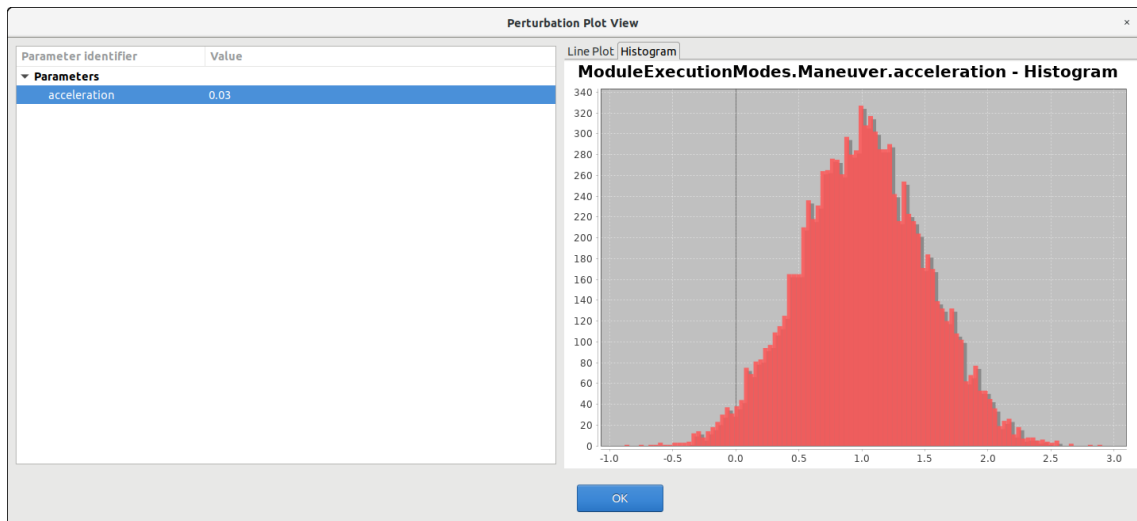 Perturbation Plot View
×
Parameter identifier Value
Parameters
acceleration 0.03
Line Plot Histogram
ModuleExecutionModes.Maneuver.acceleration - Histogram
340
320
300
280
260
240
220
200
180
160
140
120
100
80
60
40
20
0
-1.0 -0.5 0.0 0.5 1.0 1.5 2.0 2.5 3.0
OK